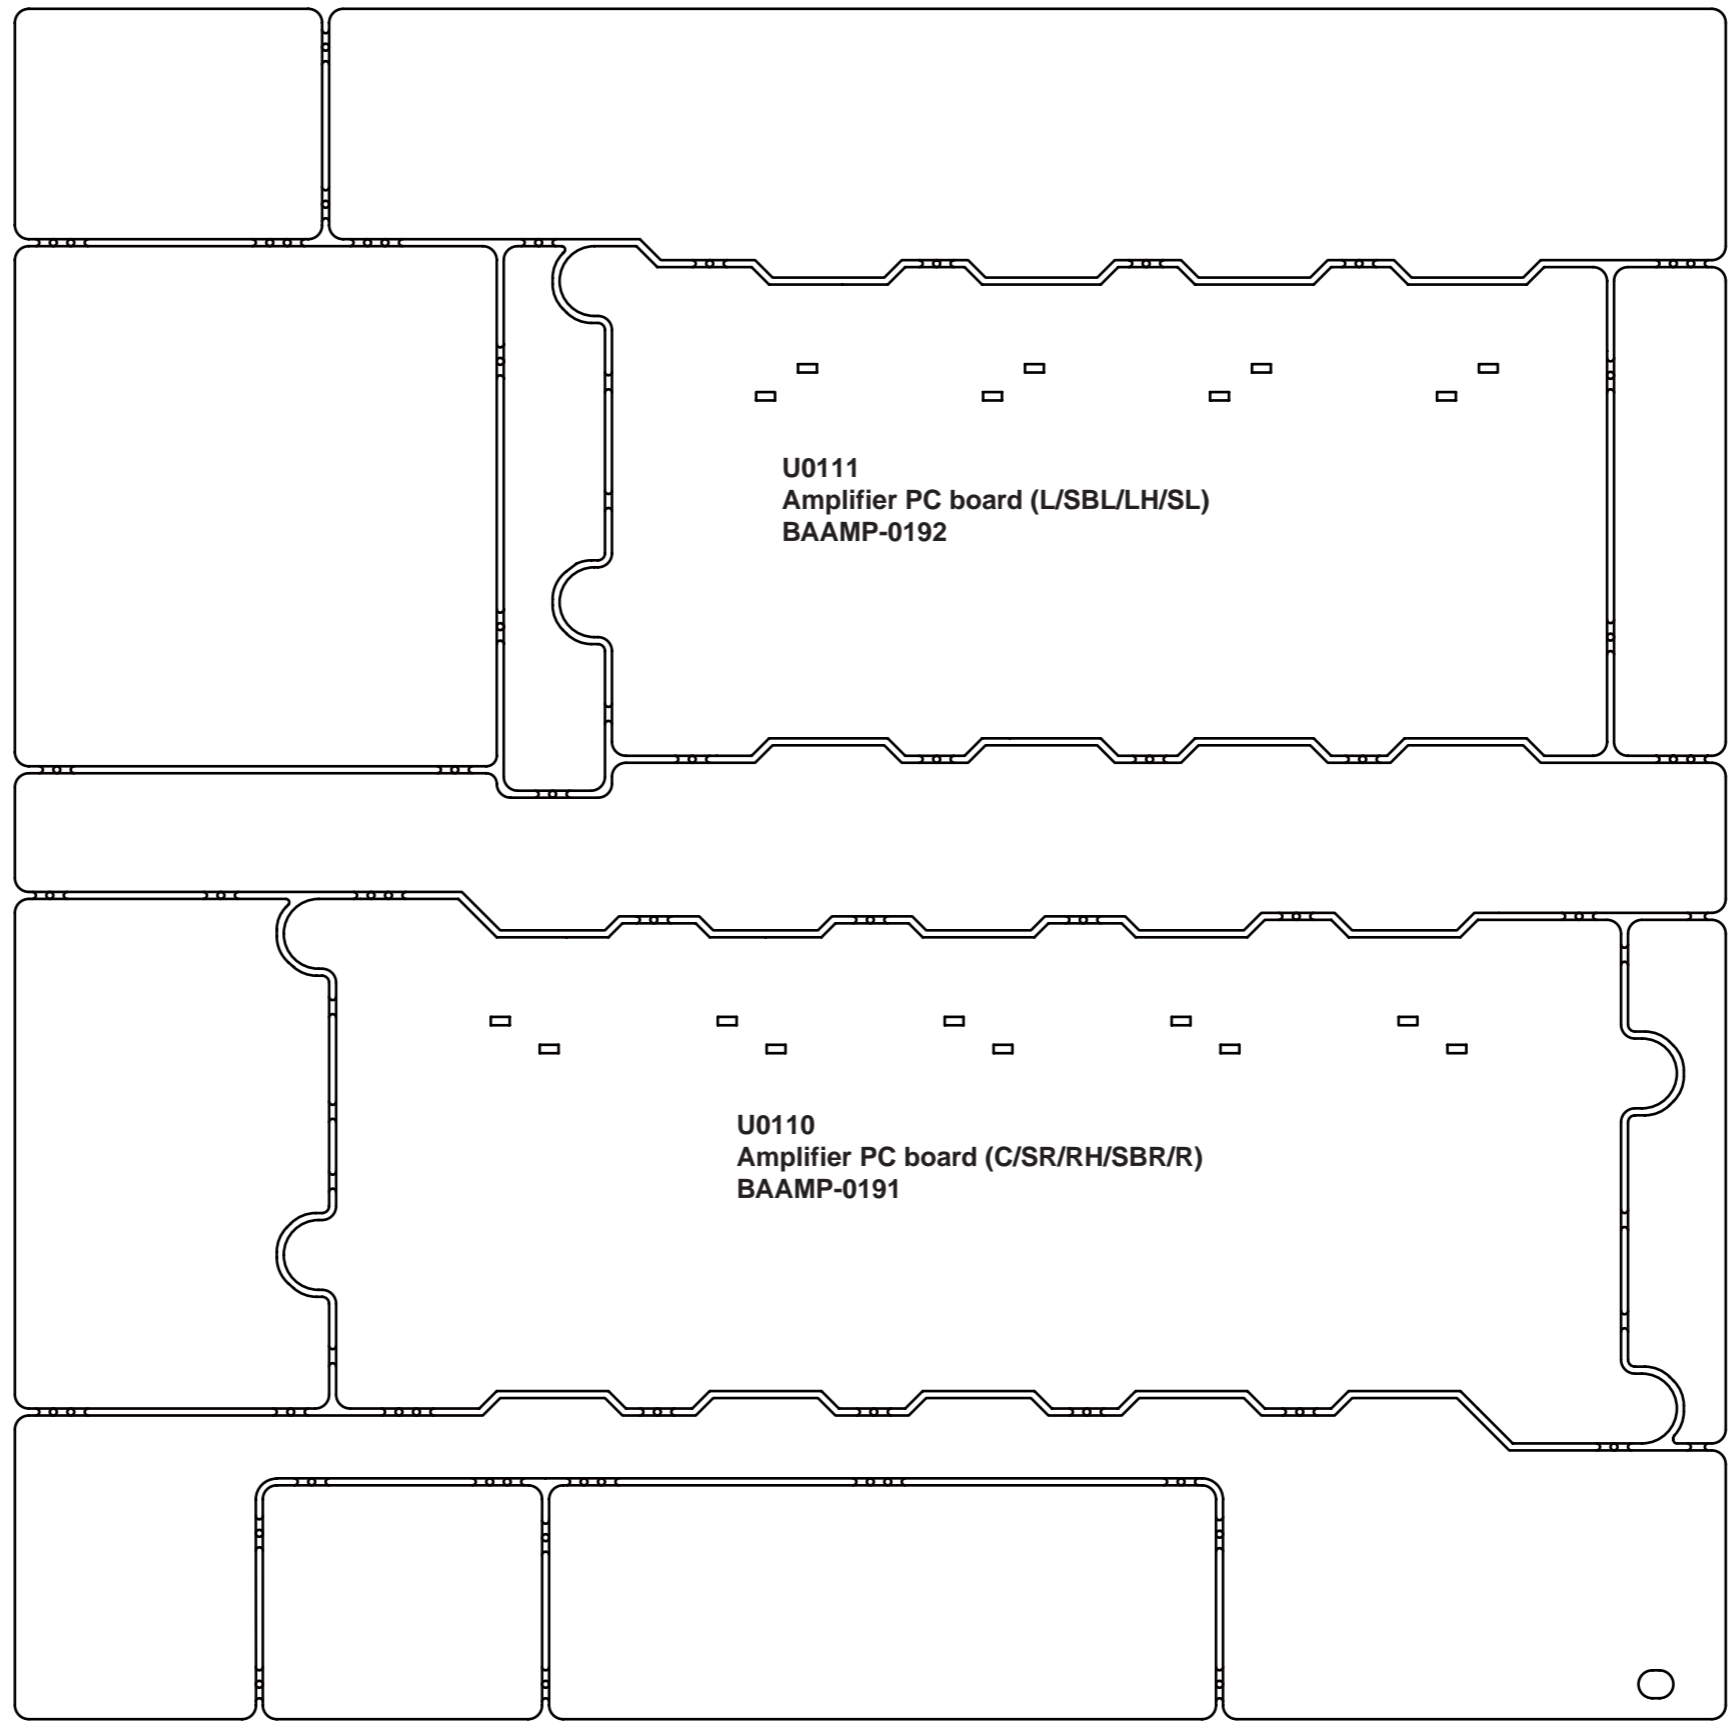 U0111
Amplifier PC board (L/SBL/LH/SL)
BAAMP-0192
U0110
Amplifier PC board (C/SR/RH/SBR/R)
BAAMP-0191